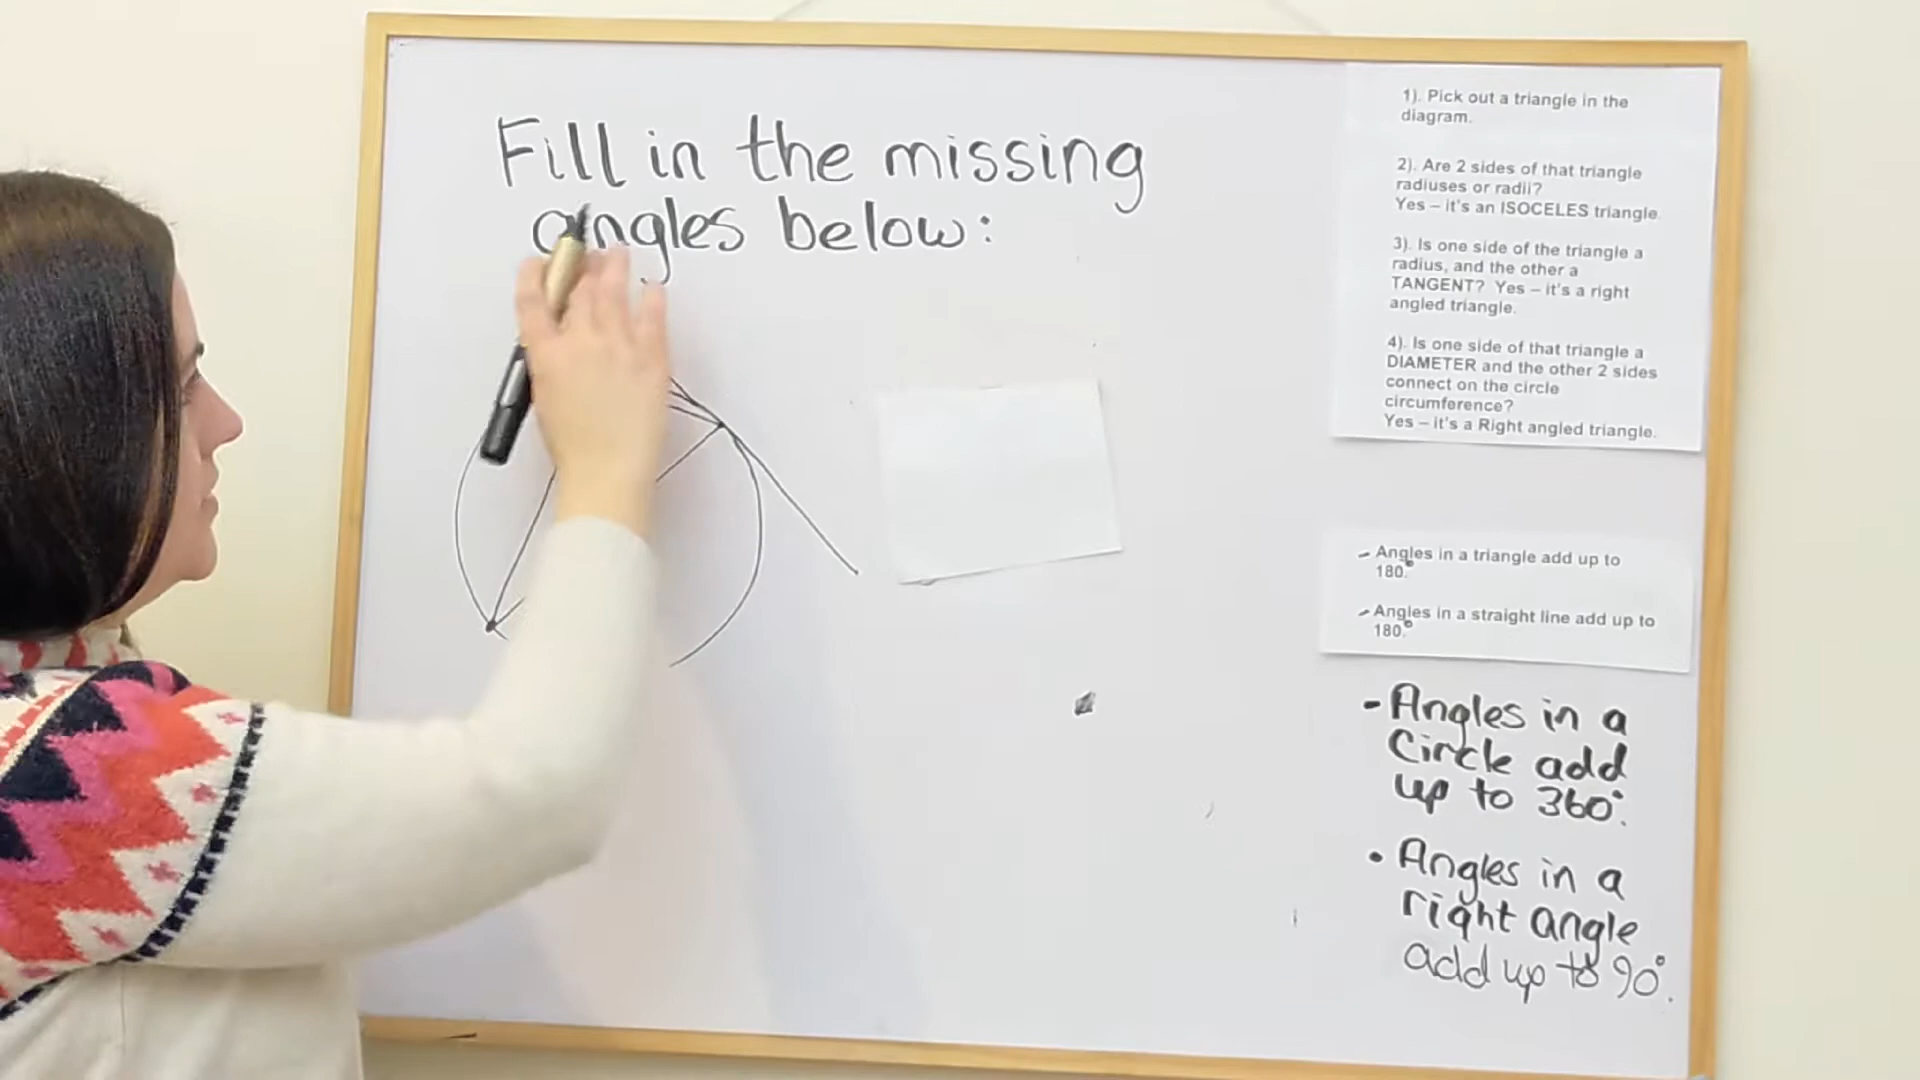 Fill in the missing
angles below:
1). Pick out a triangle in the
diagram.
2). Are 2 sides of that triangle
radiuses or radii?
Yes – it's an ISOCELES triangle.
3). Is one side of the triangle a
radius, and the other a
TANGENT? Yes – it's a right
angled triangle.
4). Is one side of that triangle a
DIAMETER and the other 2 sides
connect on the circle
circumference?
Yes – it's a Right angled triangle.
- Angles in a triangle add up to
180.°
- Angles in a straight line add up to
180.°
- Angles in a
Circle add
up to 360°.
• Angles in a
right angle
add up to 90°.